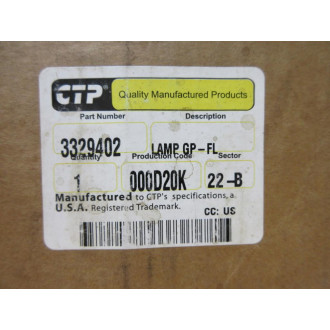 CTP Quality Manufactured Products
Part Number Description
3329402 LAMP GP-FL
Quantity Production Code Sector
1 000D20K 22-B
Manufactured to CTP's specifications, a.
U.S.A. Registered Trademark.
CC: US